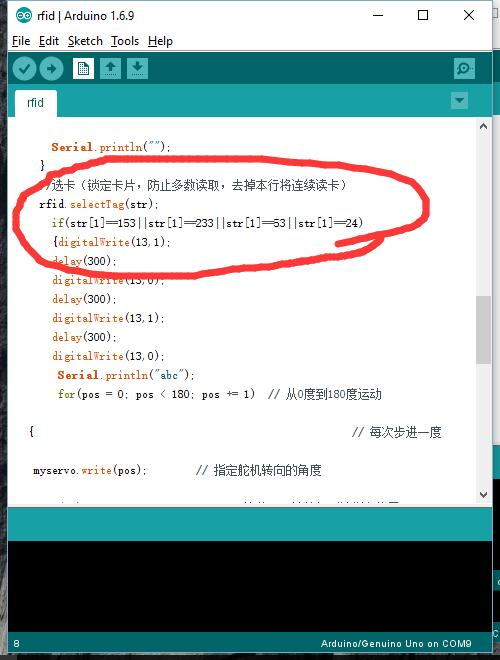 rfid | Arduino 1.6.9
File Edit Sketch Tools Help
rfid
Serial.println("");
}
/选卡（锁定卡片，防止多数读取，去掉本行将连续读卡）
rfid.selectTag(str);
if(str[1]==153||str[1]==233||str[1]==53||str[1]==24)
{digitalWrite(13,1);
delay(300);
digitalWrite(13,0);
delay(300);
digitalWrite(13,1);
delay(300);
digitalWrite(13,0);
Serial.println("abc");
for(pos = 0; pos < 180; pos += 1) // 从0度到180度运动
{ // 每次步进一度
myservo.write(pos); // 指定舵机转向的角度
8 Arduino/Genuino Uno on COM9